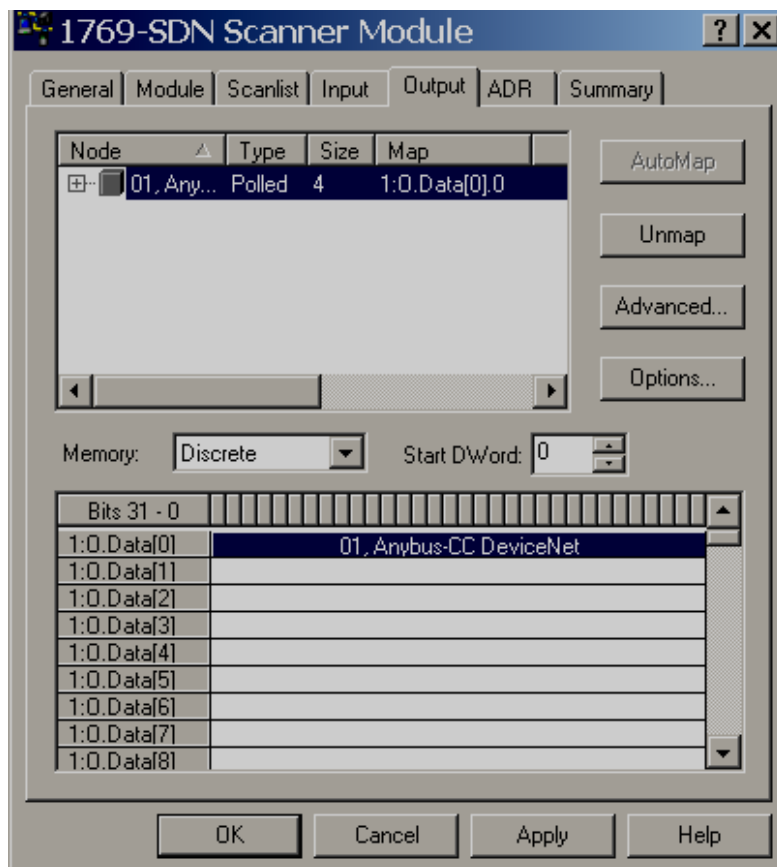 1769-SDN Scanner Module
General Module Scanlist Input Output ADR Summary
Node Type Size Map
01, Any... Polled 4 1:O.Data[0].0
AutoMap
Unmap
Advanced...
Options...
Memory: Discrete Start DWord: 0
Bits 31 - 0
1:O.Data[0] 01, Anybus-CC DeviceNet
1:O.Data[1]
1:O.Data[2]
1:O.Data[3]
1:O.Data[4]
1:O.Data[5]
1:O.Data[6]
1:O.Data[7]
1:O.Data[8]
OK Cancel Apply Help